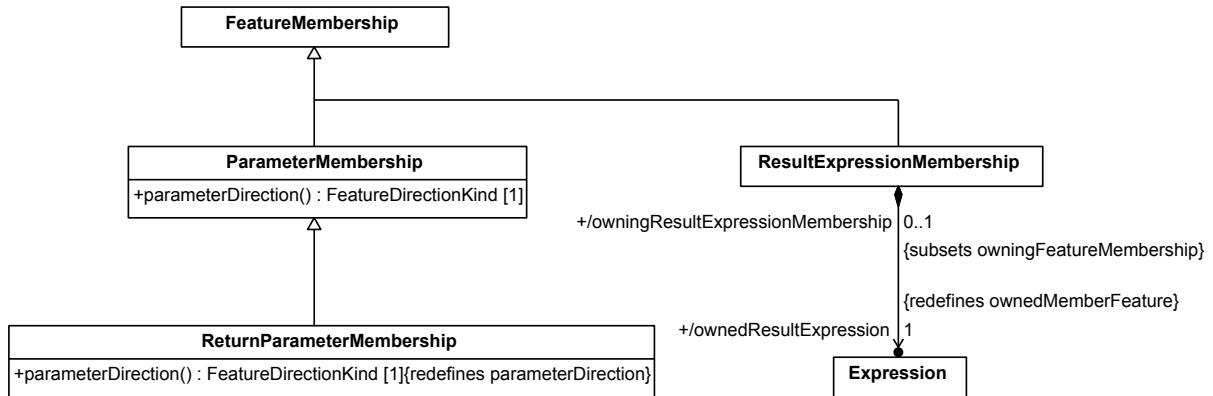 FeatureMembership
ParameterMembership
+parameterDirection() : FeatureDirectionKind [1]
ResultExpressionMembership
+/owningResultExpressionMembership 0..1
{subsets owningFeatureMembership}
{redefines ownedMemberFeature}
+/ownedResultExpression 1
ReturnParameterMembership
+parameterDirection() : FeatureDirectionKind [1]{redefines parameterDirection}
Expression